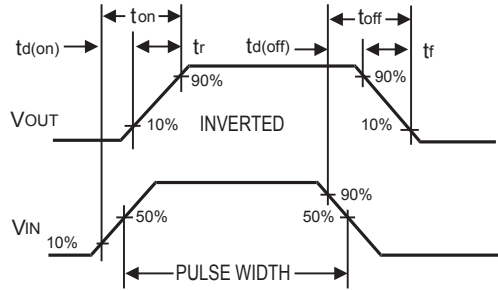 ton toff
td(on) tr td(off) tf
90% 90%
VOUT 10% INVERTED 10%
90%
50% 50%
VIN
10%
PULSE WIDTH